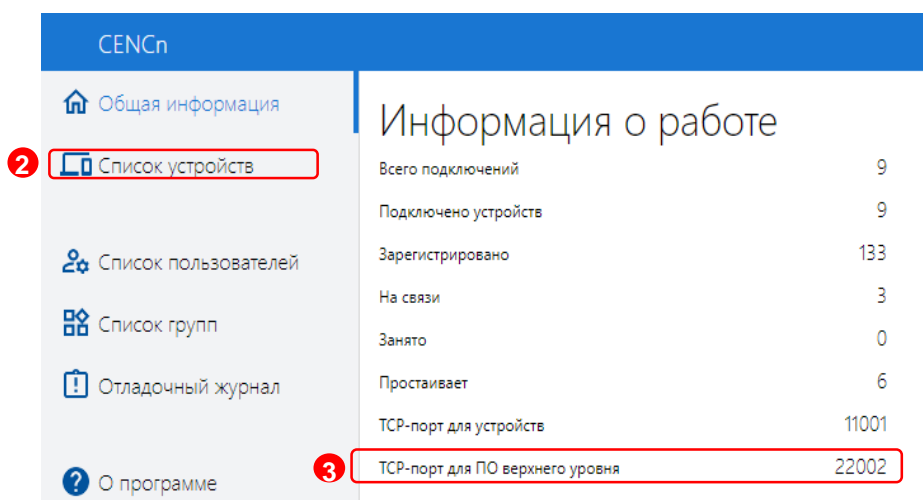 CENCn
Общая информация
2
Список устройств
Список пользователей
Список групп
Отладочный журнал
О программе
Информация о работе
Всего подключений 9
Подключено устройств 9
Зарегистрировано 133
На связи 3
Занято 0
Простаивает 6
TCP-порт для устройств 11001
3
TCP-порт для ПО верхнего уровня 22002